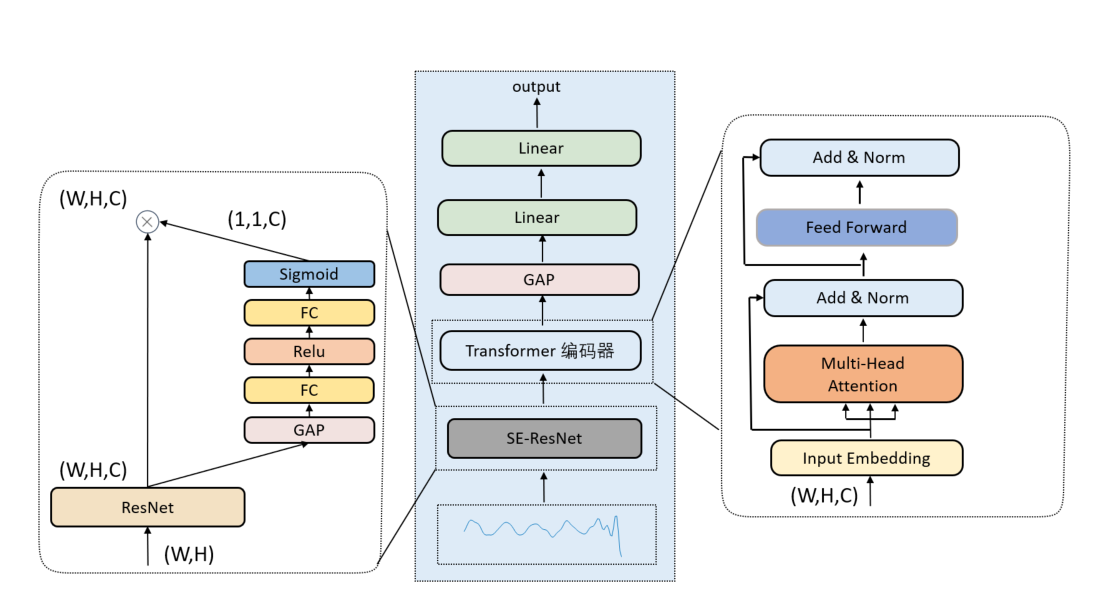 (W,H,C)
(1,1,C)
Sigmoid
FC
Relu
FC
GAP
(W,H,C)
ResNet
(W,H)
output
Linear
Linear
GAP
Transformer 编码器
SE-ResNet
Add & Norm
Feed Forward
Add & Norm
Multi-Head
Attention
Input Embedding
(W,H,C)